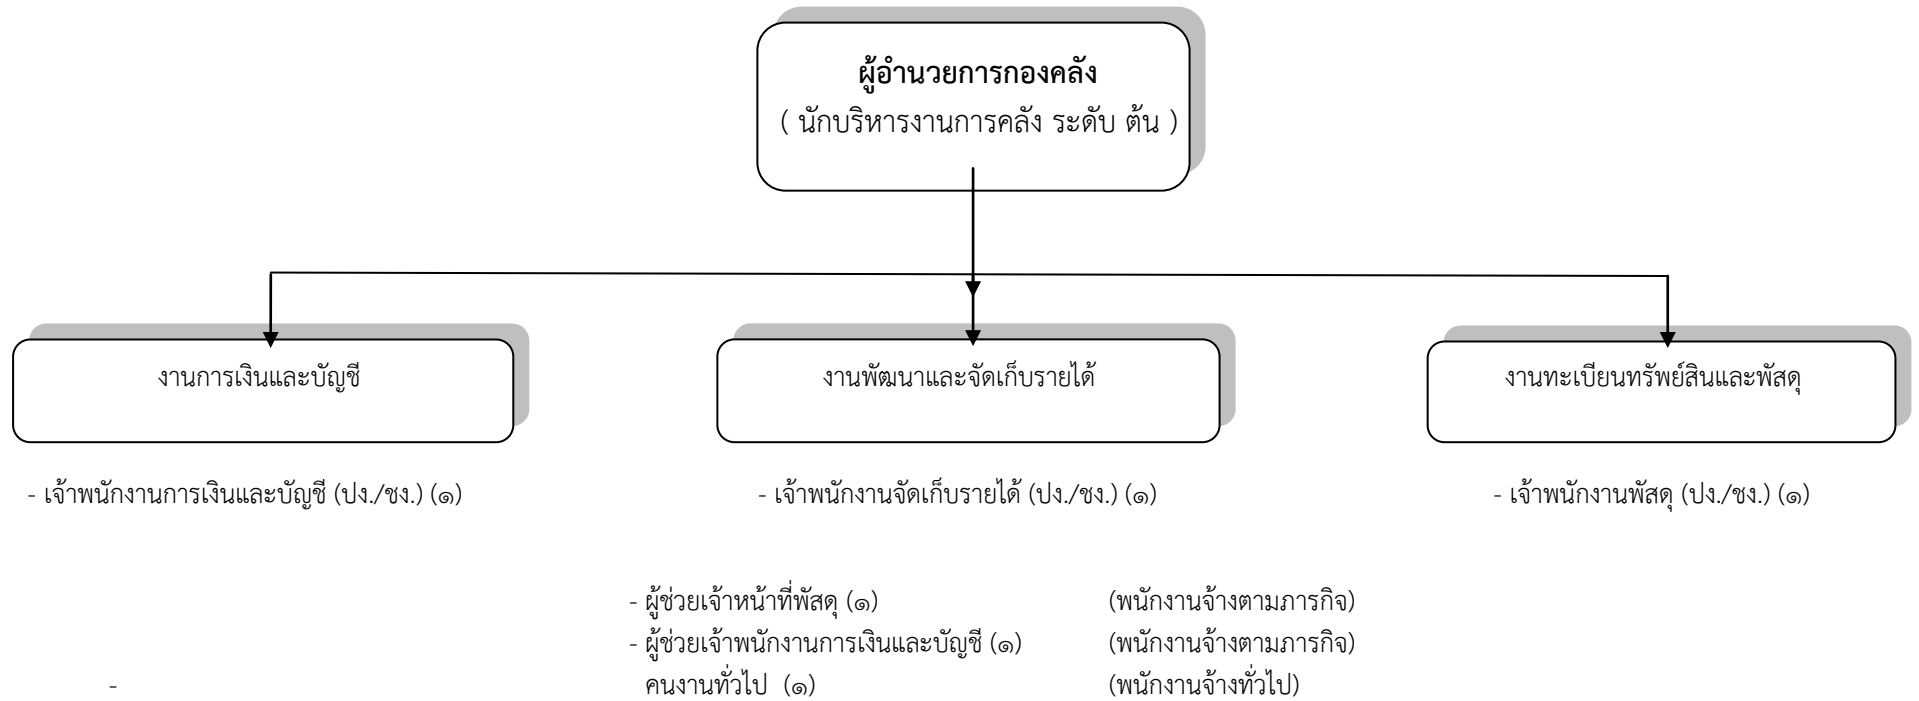 ผู้อำนวยการกองคลัง
( นักบริหารงานการคลัง ระดับ ต้น )
งานการเงินและบัญชี
งานพัฒนาและจัดเก็บรายได้
งานทะเบียนทรัพย์สินและพัสดุ
- เจ้าพนักงานการเงินและบัญชี (ปง./ชง.) (๑)
- เจ้าพนักงานจัดเก็บรายได้ (ปง./ชง.) (๑)
- เจ้าพนักงานพัสดุ (ปง./ชง.) (๑)
- ผู้ช่วยเจ้าหน้าที่พัสดุ (๑) (พนักงานจ้างตามภารกิจ)
- ผู้ช่วยเจ้าพนักงานการเงินและบัญชี (๑) (พนักงานจ้างตามภารกิจ)
- คนงานทั่วไป (๑) (พนักงานจ้างทั่วไป)